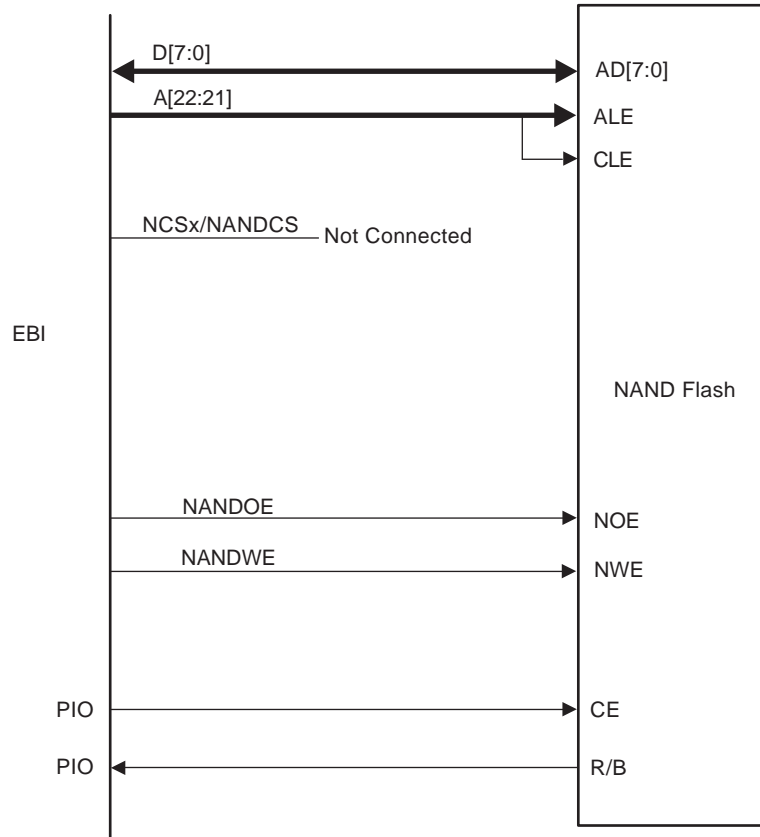 D[7:0]
AD[7:0]
A[22:21]
ALE
CLE
NCSx/NANDCS
Not Connected
EBI
NAND Flash
NANDOE
NOE
NANDWE
NWE
PIO
CE
PIO
R/B